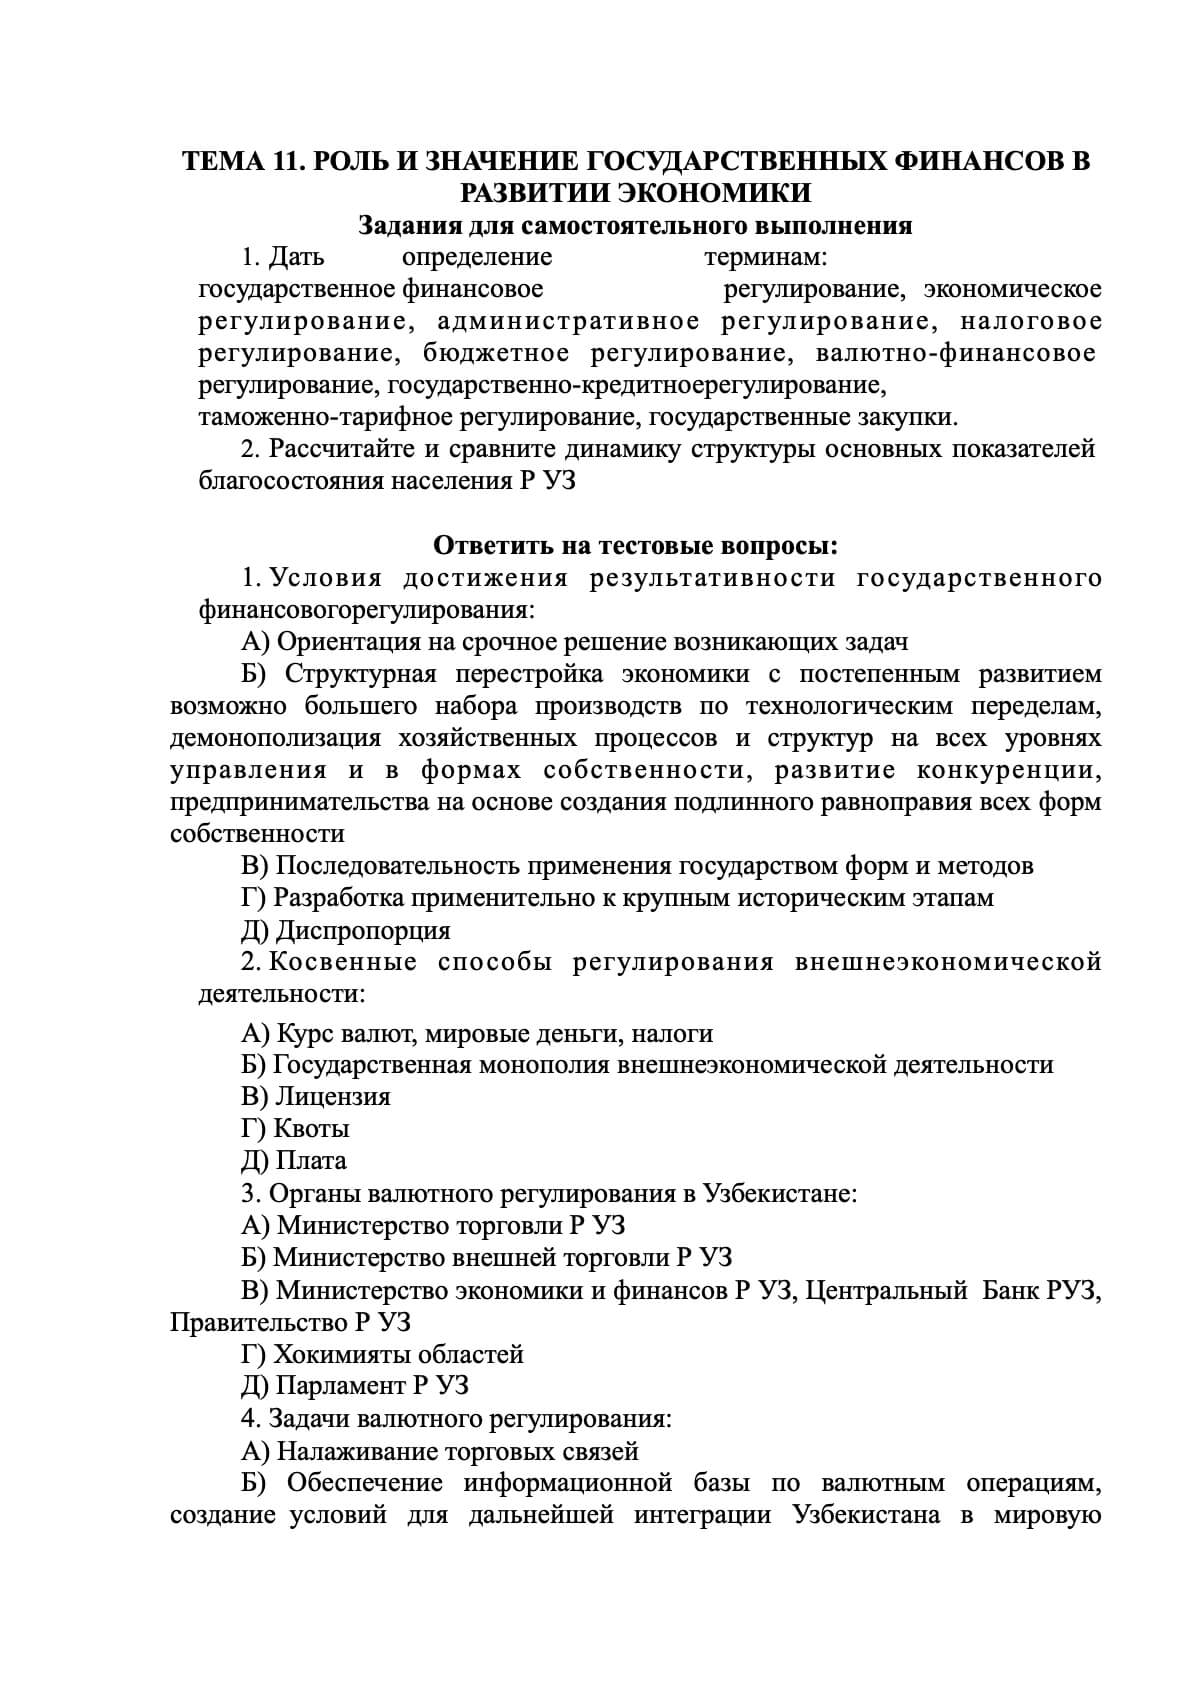 ТЕМА 11. РОЛЬ И ЗНАЧЕНИЕ ГОСУДАРСТВЕННЫХ ФИНАНСОВ В
РАЗВИТИИ ЭКОНОМИКИ
Задания для самостоятельного выполнения
1. Дать определение терминам:
государственное финансовое регулирование, экономическое
регулирование, административное регулирование, налоговое
регулирование, бюджетное регулирование, валютно-финансовое
регулирование, государственно-кредитноерегулирование,
таможенно-тарифное регулирование, государственные закупки.
2. Рассчитайте и сравните динамику структуры основных показателей
благосостояния населения Р УЗ
Ответить на тестовые вопросы:
1. Условия достижения результативности государственного
финансовогорегулирования:
А) Ориентация на срочное решение возникающих задач
Б) Структурная перестройка экономики с постепенным развитием
возможно большего набора производств по технологическим переделам,
демонополизация хозяйственных процессов и структур на всех уровнях
управления и в формах собственности, развитие конкуренции,
предпринимательства на основе создания подлинного равноправия всех форм
собственности
В) Последовательность применения государством форм и методов
Г) Разработка применительно к крупным историческим этапам
Д) Диспропорция
2. Косвенные способы регулирования внешнеэкономической
деятельности:
А) Курс валют, мировые деньги, налоги
Б) Государственная монополия внешнеэкономической деятельности
В) Лицензия
Г) Квоты
Д) Плата
3. Органы валютного регулирования в Узбекистане:
А) Министерство торговли Р УЗ
Б) Министерство внешней торговли Р УЗ
В) Министерство экономики и финансов Р УЗ, Центральный Банк РУЗ,
Правительство Р УЗ
Г) Хокимияты областей
Д) Парламент Р УЗ
4. Задачи валютного регулирования:
А) Налаживание торговых связей
Б) Обеспечение информационной базы по валютным операциям,
создание условий для дальнейшей интеграции Узбекистана в мировую